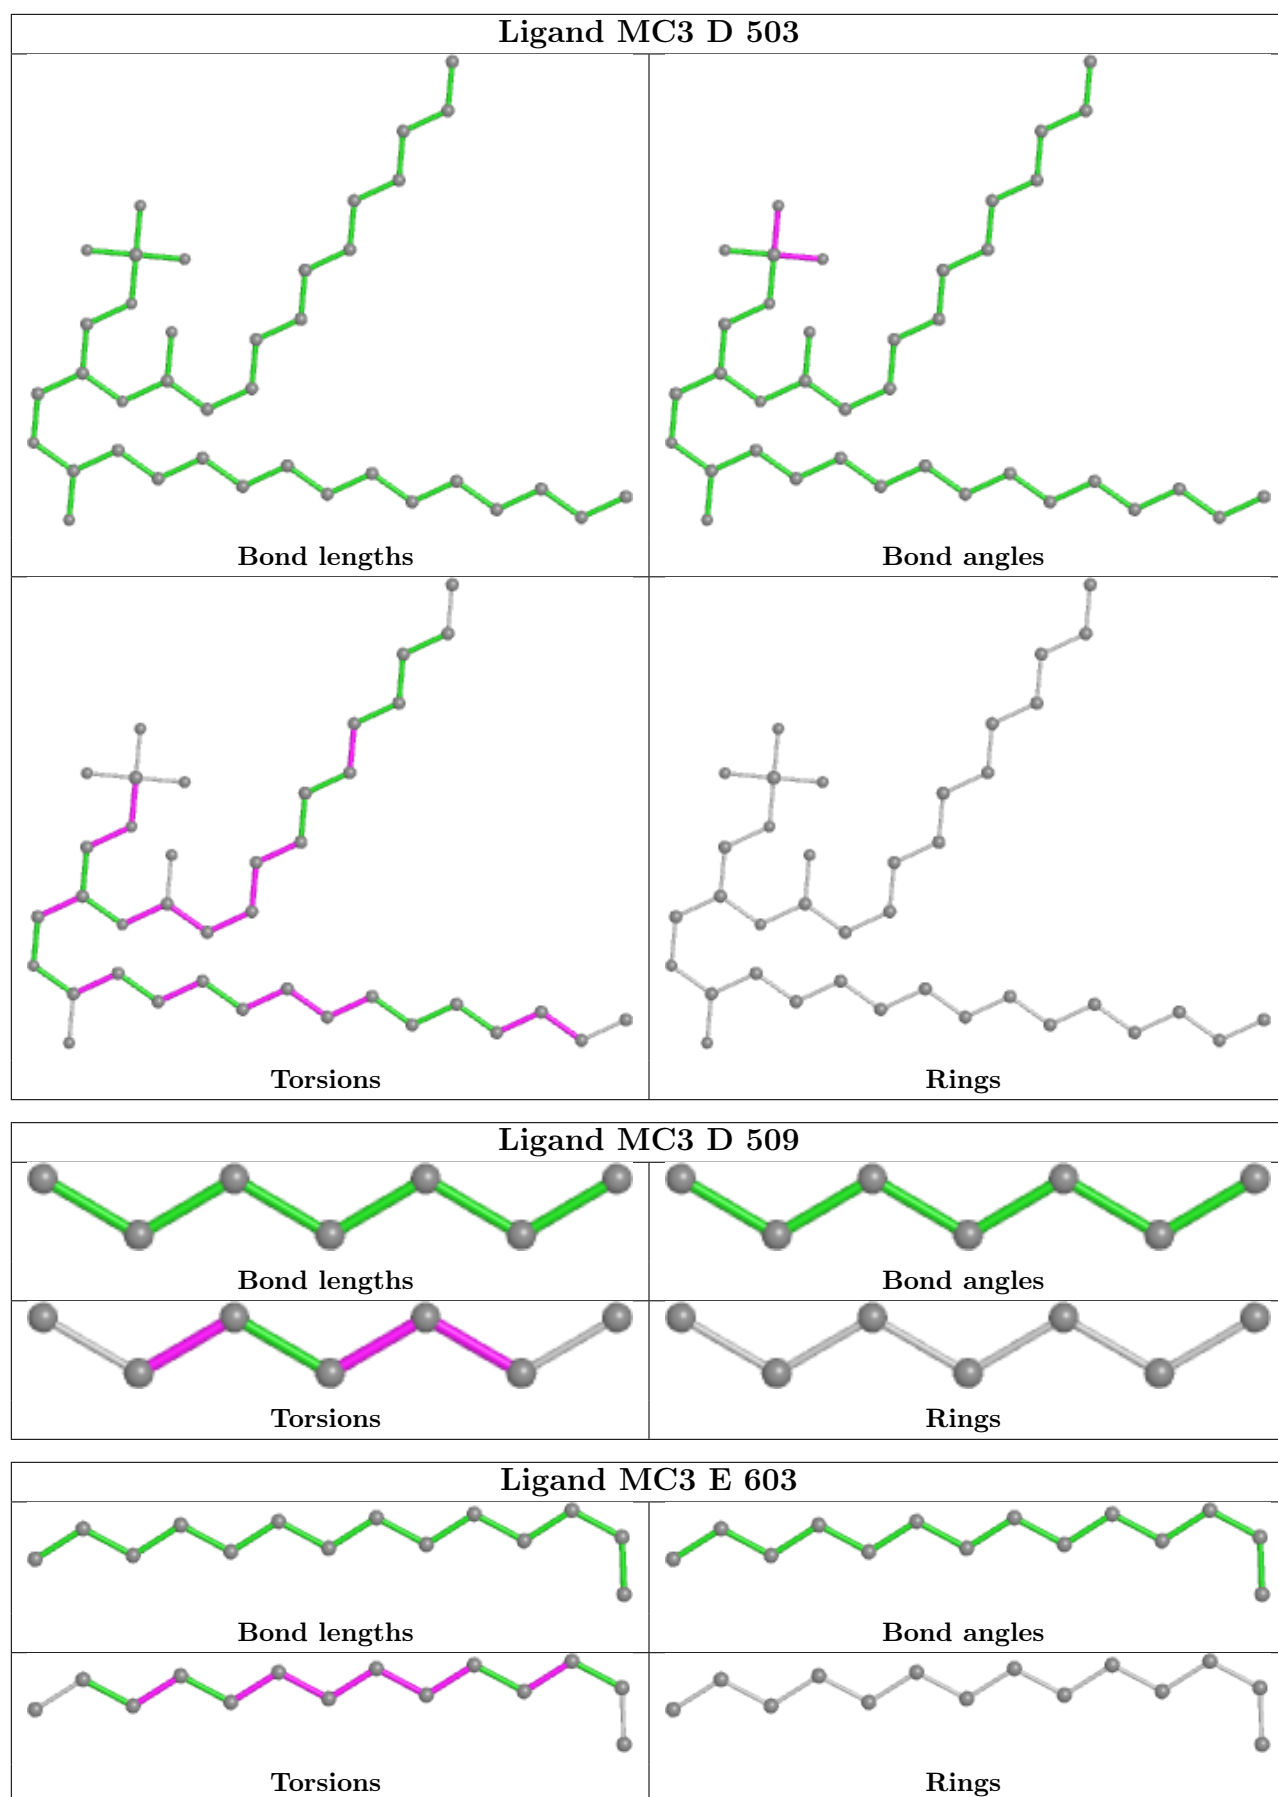 Ligand MC3 D 503
Bond lengths
Bond angles
Torsions
Rings
Ligand MC3 D 509
Bond lengths
Bond angles
Torsions
Rings
Ligand MC3 E 603
Bond lengths
Bond angles
Torsions
Rings